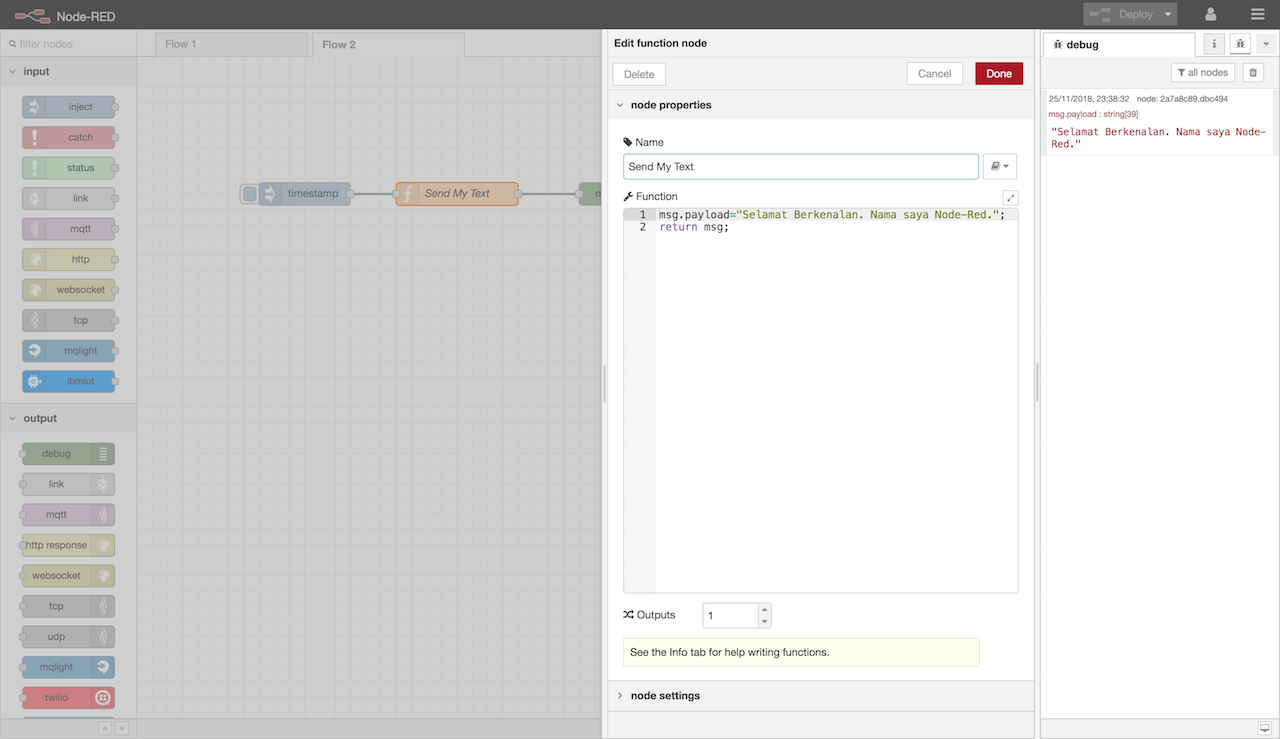 Node-RED
Deploy
filter nodes
Flow 1
Flow 2
input
inject
catch
status
link
mqtt
http
websocket
tcp
mqlight
ibmiot
output
debug
link
mqtt
http response
websocket
tcp
udp
mqlight
twilio
timestamp
Send My Text
Edit function node
Delete
Cancel
Done
node properties
Name
Send My Text
Function
1 msg.payload="Selamat Berkenalan. Nama saya Node-Red.";
2 return msg;
Outputs
1
See the Info tab for help writing functions.
node settings
debug
i
all nodes
25/11/2018, 23:38:32 node: 2a7a8c89.dbc494
msg.payload : string[39]
"Selamat Berkenalan. Nama saya Node-
Red."